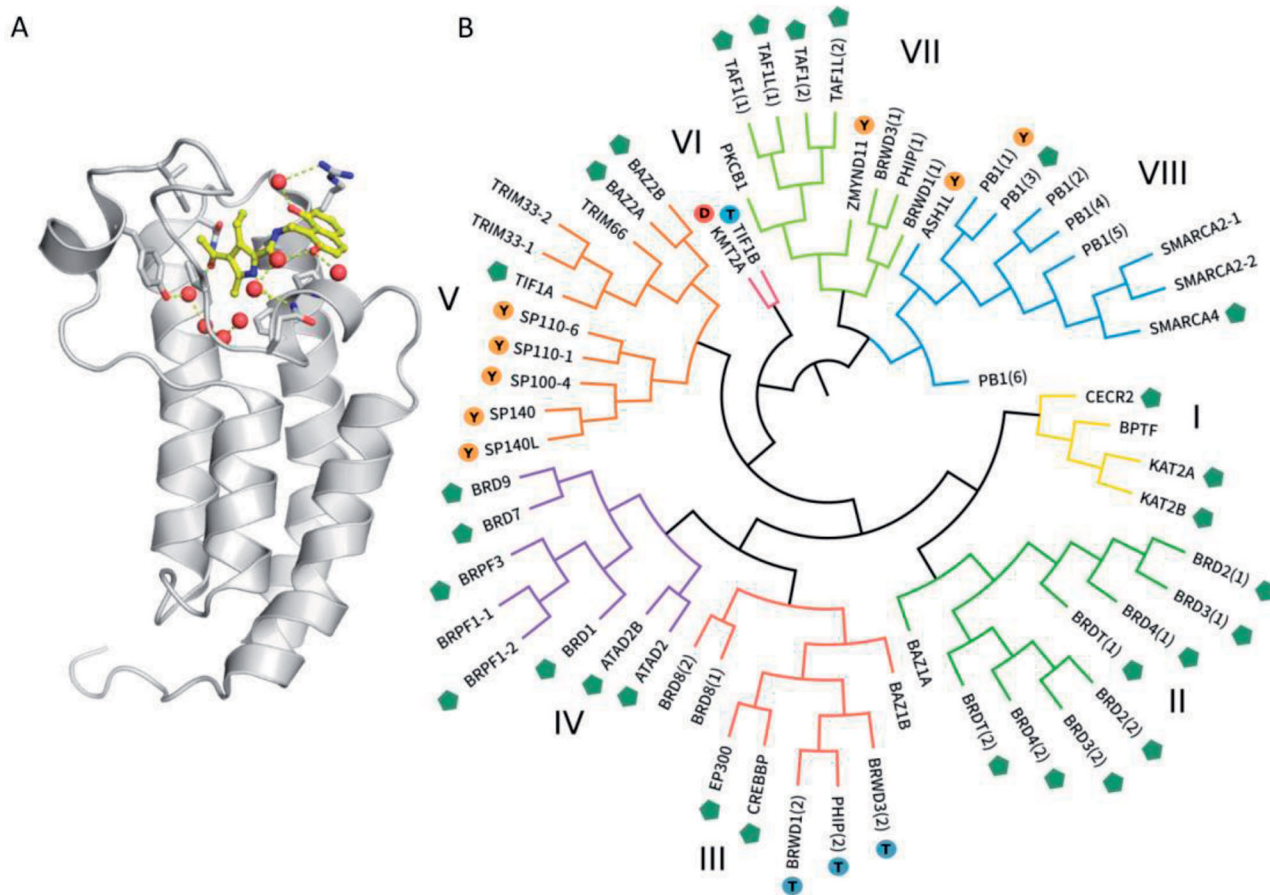 A
B
VII
TAF1(1)
TAF1L(1)
TAF1(2)
TAF1L(2)
PKCB1
ZMYND11
Y
BRWD3(1)
PHIP(1)
BRWD1(1)
VIII
ASH1L
Y
PB1(1)
Y
PB1(3)
PB1(2)
PB1(4)
PB1(5)
SMARCA2-1
SMARCA2-2
SMARCA4
PB1(6)
VI
D
T
KMT2A
TIF1B
V
BAZ2B
BAZ2A
TRIM66
TRIM33-2
TRIM33-1
TIF1A
Y
SP110-6
Y
SP110-1
Y
SP100-4
Y
SP140
Y
SP140L
I
CECR2
BPTF
KAT2A
KAT2B
IV
BRD9
BRD7
BRPF3
BRPF1-1
BRPF1-2
BRD1
ATAD2B
ATAD2
III
BRD8(2)
BRD8(1)
EP300
CREBBP
BRWD1(2)
T
PHIP(2)
T
BRWD3(2)
T
BAZ1B
II
BAZ1A
BRDT(2)
BRD4(2)
BRD3(2)
BRD2(2)
BRDT(1)
BRD4(1)
BRD3(1)
BRD2(1)